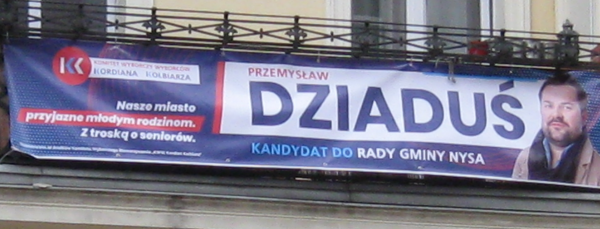 KK
KOMITET WYBORCZY WYBORCÓW
KORDIANA KOLBIARZA
Nasze miasto
przyjazne młodym rodzinom.
Z troską o seniorów.
PRZEMYSŁAW
DZIADUŚ
KANDYDAT DO RADY GMINY NYSA